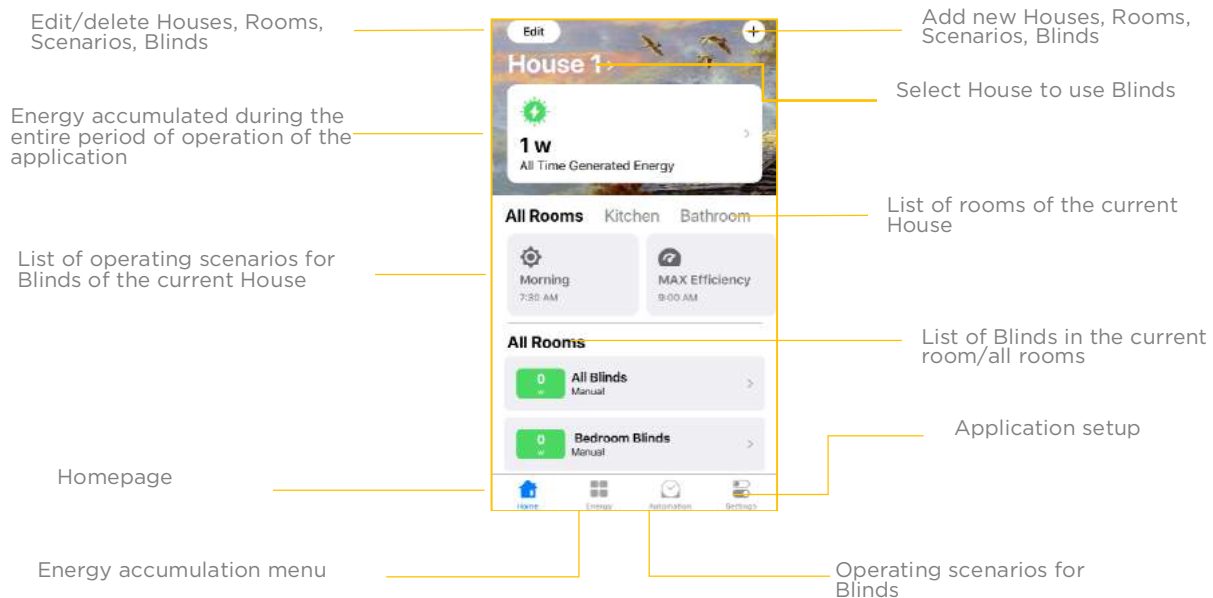 Edit/delete Houses, Rooms,
Scenarios, Blinds
Add new Houses, Rooms,
Scenarios, Blinds
Edit
+
House 1 >
Select House to use Blinds
Energy accumulated during the
entire period of operation of the
application
1 w
All Time Generated Energy
All Rooms Kitchen Bathroom
List of rooms of the current
House
List of operating scenarios for
Blinds of the current House
Morning
7:30 AM
MAX Efficiency
9:00 AM
All Rooms
List of Blinds in the current
room/all rooms
0
w
All Blinds
Manual
0
w
Bedroom Blinds
Manual
Application setup
Homepage
Home Energy Automation Settings
Energy accumulation menu
Operating scenarios for
Blinds